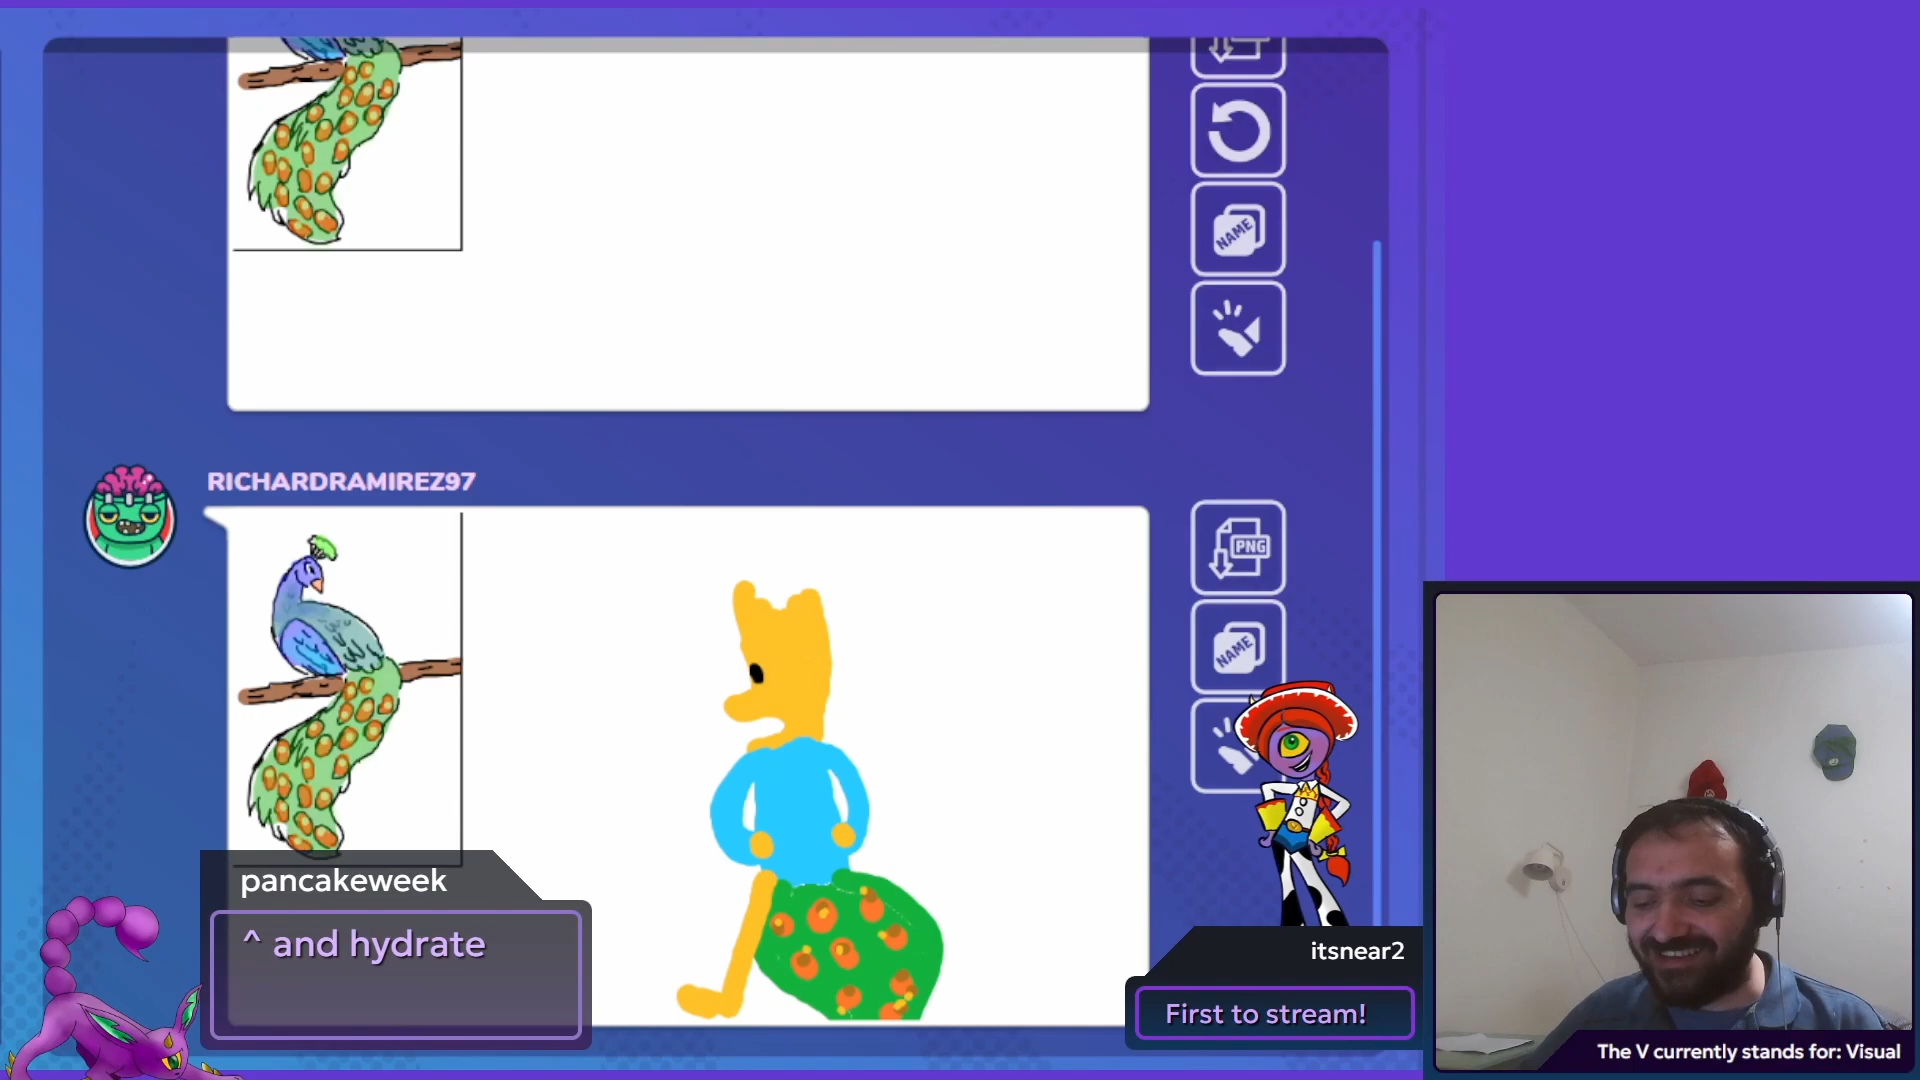 NAME
RICHARDRAMIREZ97
PNG
NAME
pancakeweek
^ and hydrate
itsnear2
First to stream!
The V currently stands for: Visual